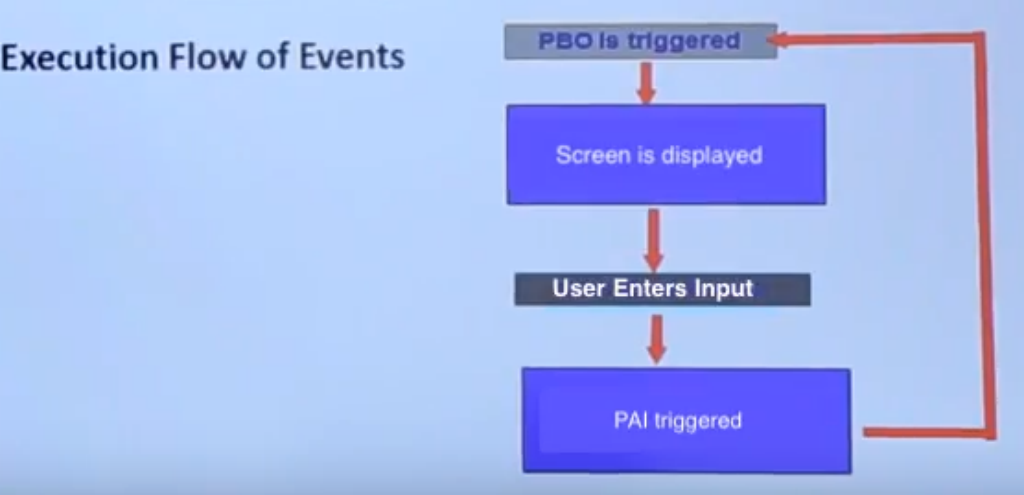 Execution Flow of Events
PBO is triggered
Screen is displayed
User Enters Input
PAI triggered